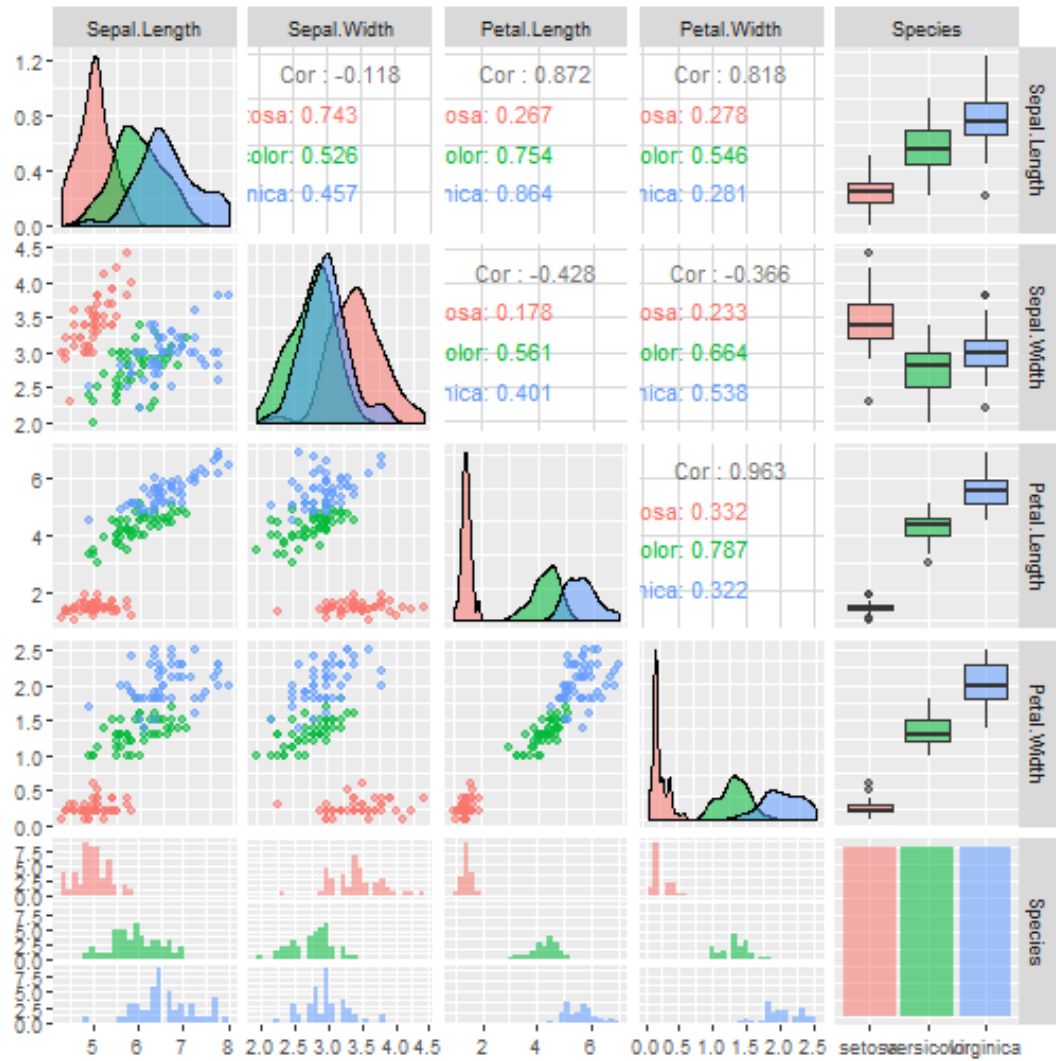 Sepal.Length Sepal.Width Petal.Length Petal.Width Species
1.2
0.8
0.4
0.0
Cor : -0.118
osa: 0.743
olor: 0.526
nica: 0.457
Cor : 0.872
osa: 0.267
olor: 0.754
nica: 0.864
Cor : 0.818
osa: 0.278
olor: 0.546
nica: 0.281
Sepal.Length
4.5
4.0
3.5
3.0
2.5
2.0
Cor : -0.428
osa: 0.178
olor: 0.561
nica: 0.401
Cor : -0.366
osa: 0.233
olor: 0.664
nica: 0.538
Sepal.Width
6
4
2
Cor : 0.963
osa: 0.332
olor: 0.787
nica: 0.322
Petal.Length
2.5
2.0
1.5
1.0
0.5
0.0
Petal.Width
7.5
5.0
2.5
0.0
7.5
5.0
2.5
0.0
7.5
5.0
2.5
0.0
Species
5 6 7 8 2.0 2.5 3.0 3.5 4.0 4.5 2 4 6 0.0 0.5 1.0 1.5 2.0 2.5 setosa versicolor virginica